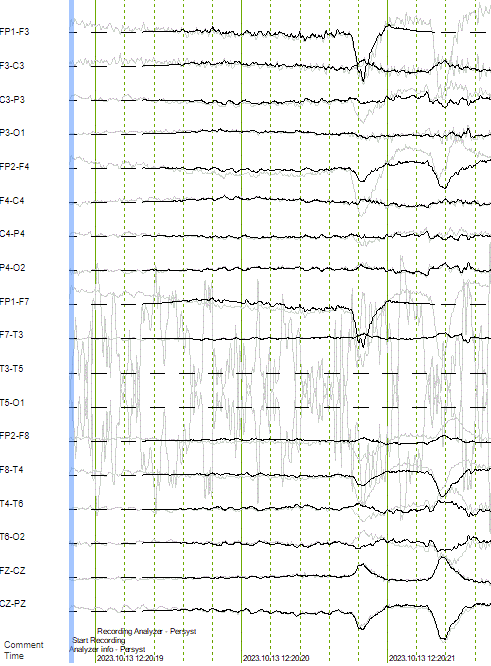 FP1-F3
F3-C3
C3-P3
P3-O1
FP2-F4
F4-C4
C4-P4
P4-O2
FP1-F7
F7-T3
T3-T5
T5-O1
FP2-F8
F8-T4
T4-T6
T6-O2
FZ-CZ
CZ-PZ
Recording Analyzer - Persyst
Start Recording
Comment Analyzer info - Persyst
Time 2023.10.13 12:20:19 2023.10.13 12:20:20 2023.10.13 12:20:21